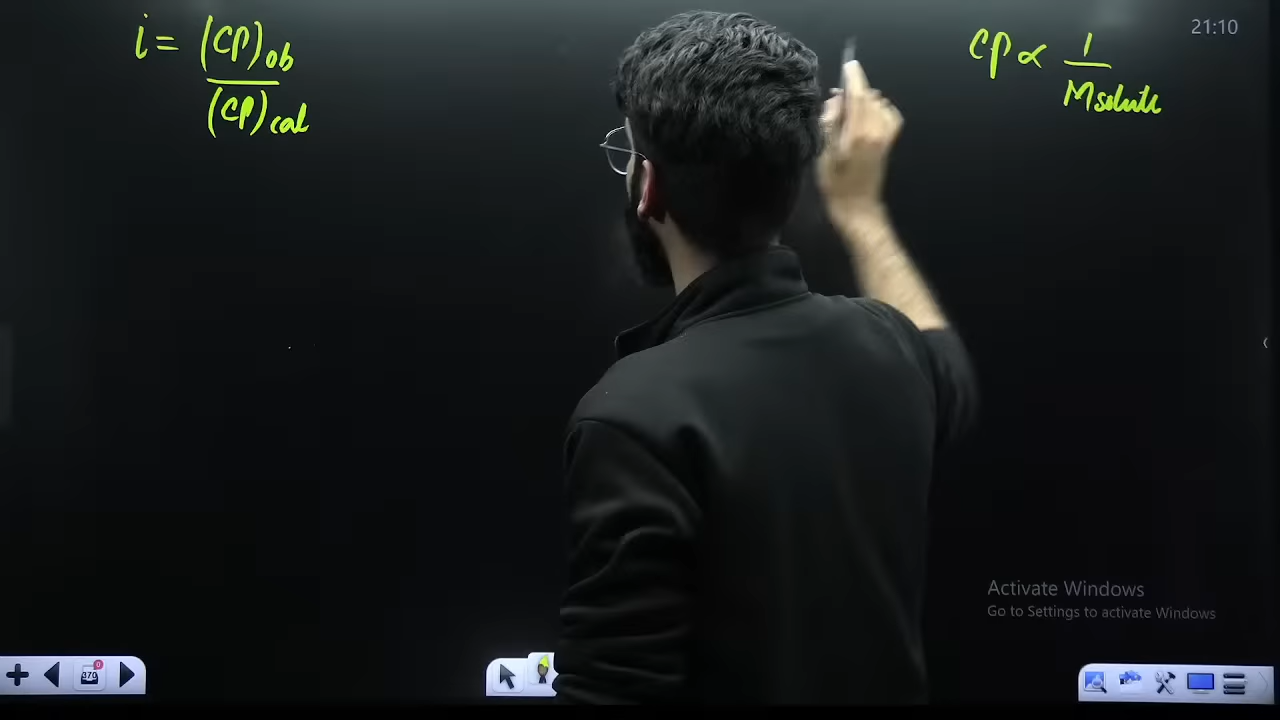 i = (CP)ob / (CP)cal
CP ∝ 1 / Msolute
21:10
Activate Windows
Go to Settings to activate Windows